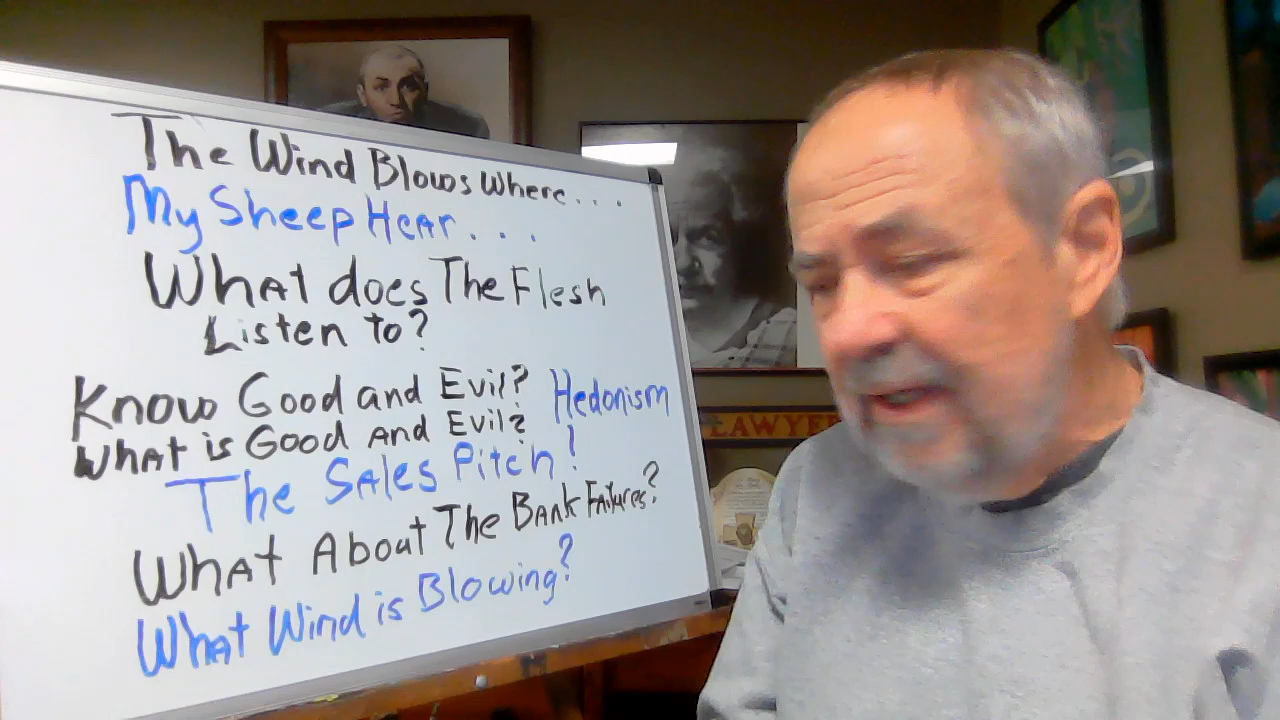 The Wind Blows Where...
My Sheep Hear...
What does The Flesh
Listen to?
Know Good and Evil?
Hedonism
What is Good And Evil?
The Sales Pitch!
What About The Bank Failures?
What Wind is Blowing?
LAWYER